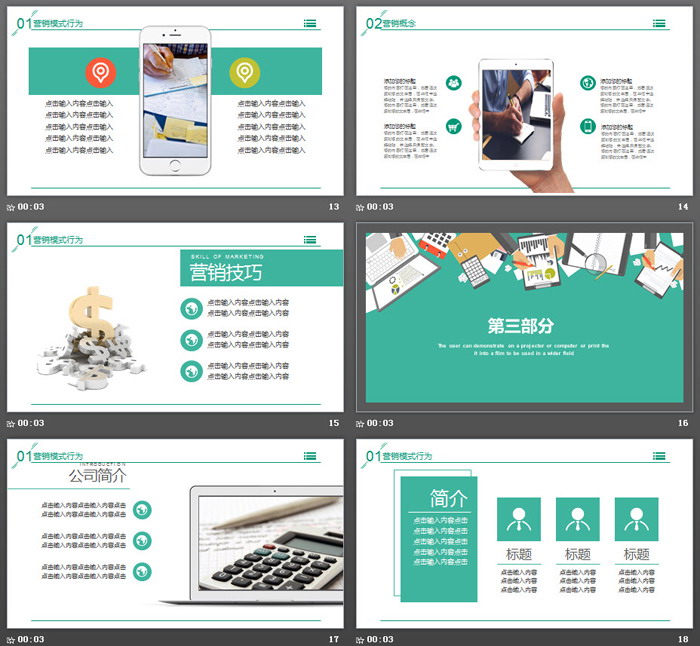 01营销模式行为
点击输入内容点击输入
点击输入内容点击输入
点击输入内容点击输入
点击输入内容点击输入
点击输入内容点击输入
点击输入内容点击输入
点击输入内容点击输入
点击输入内容点击输入
点击输入内容点击输入
点击输入内容点击输入
00:03
13
02营销概念
添加您的标题
添加您的标题
添加您的标题
添加您的标题
00:03
14
01营销模式行为
SKILL OF MARKETING
营销技巧
点击输入内容点击输入内容
点击输入内容点击输入内容
点击输入内容点击输入内容
点击输入内容点击输入内容
点击输入内容点击输入内容
点击输入内容点击输入内容
00:03
15
第三部分
The user can demonstrate on a projector or computer or print the
it into a film to be used in a wider field
00:03
16
01营销模式行为
INTRODUCTION
公司简介
点击输入内容点击输入内容点击
点击输入内容点击输入内容点击
点击输入内容点击输入内容点击
点击输入内容点击输入内容点击
点击输入内容点击输入内容点击
点击输入内容点击输入内容点击
00:03
17
01营销模式行为
简介
点击输入内容点击
点击输入内容点击
点击输入内容点击
点击输入内容点击
点击输入内容点击
标题
点击输入内容
点击输入内容
点击输入内容
标题
点击输入内容
点击输入内容
点击输入内容
标题
点击输入内容
点击输入内容
点击输入内容
00:03
18